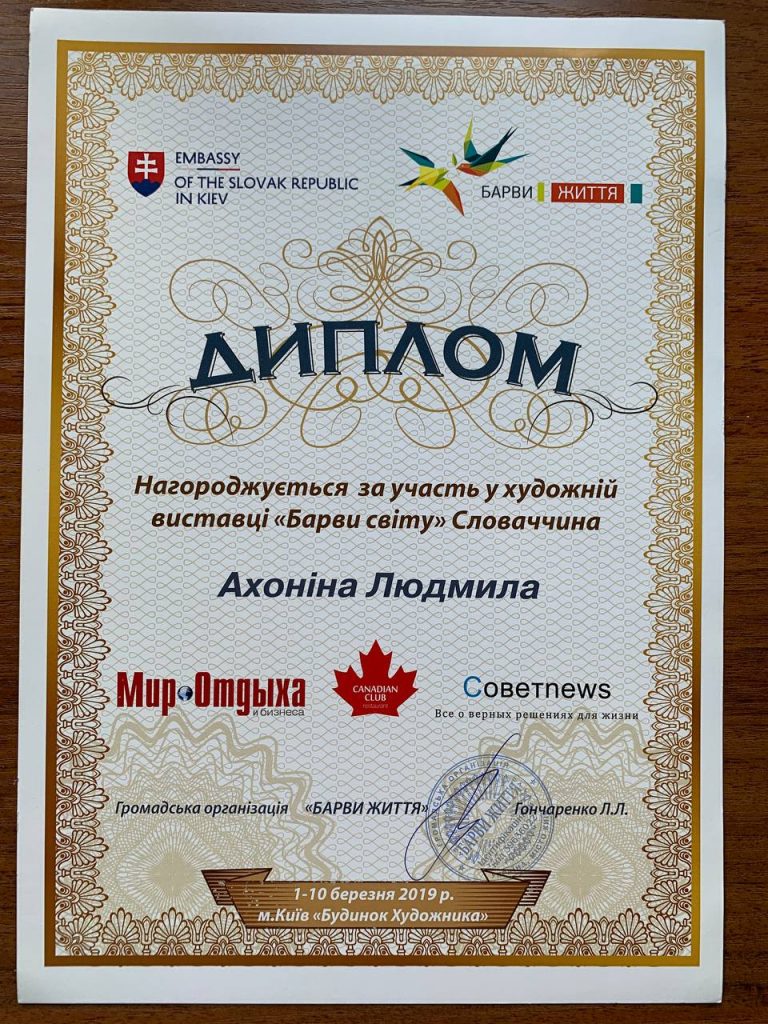 EMBASSY
OF THE SLOVAK REPUBLIC
IN KIEV
БАРВИ ЖИТТЯ
ДИПЛОМ
Нагороджується за участь у художній
виставці «Барви світу» Словаччина
Ахоніна Людмила
Мир Отдыха
и бизнеса
CANADIAN
CLUB
restaurant
Советnews
Все о верных решениях для жизни
Громадська організація «БАРВИ ЖИТТЯ»
Гончаренко Л.Л.
БАРВИ ЖИТТЯ
1-10 березня 2019 р.
м.Київ «Будинок Художника»